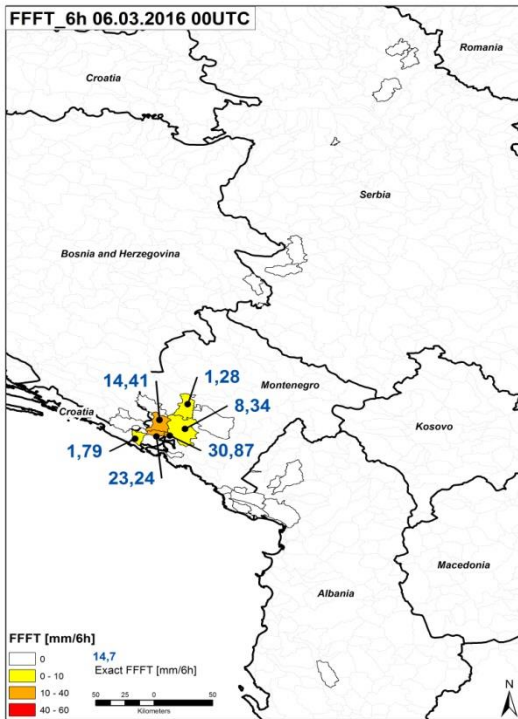 FFFT_6h 06.03.2016 00UTC
Romania
Croatia
Serbia
Bosnia and Herzegovina
14,41
1,28
Montenegro
Croatia
8,34
1,79
30,87
23,24
Kosovo
Macedonia
Albania
FFFT [mm/6h]
0
0 - 10
10 - 40
40 - 60
14,7
Exact FFFT [mm/6h]
50 25 0 50
Kilometers
N